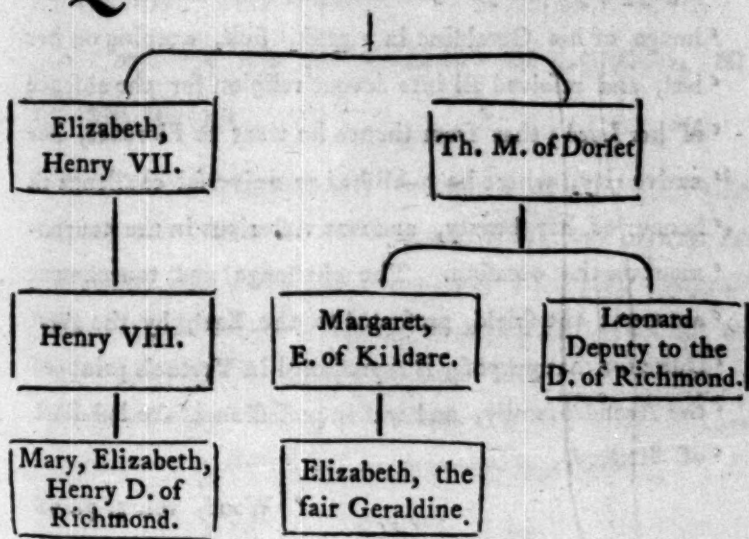 Elizabeth,
Henry VII.
Th. M. of Dorſet
Henry VIII.
Margaret,
E. of Kildare.
Leonard
Deputy to the
D. of Richmond.
Mary, Elizabeth,
Henry D. of
Richmond.
Elizabeth, the
fair Geraldine.